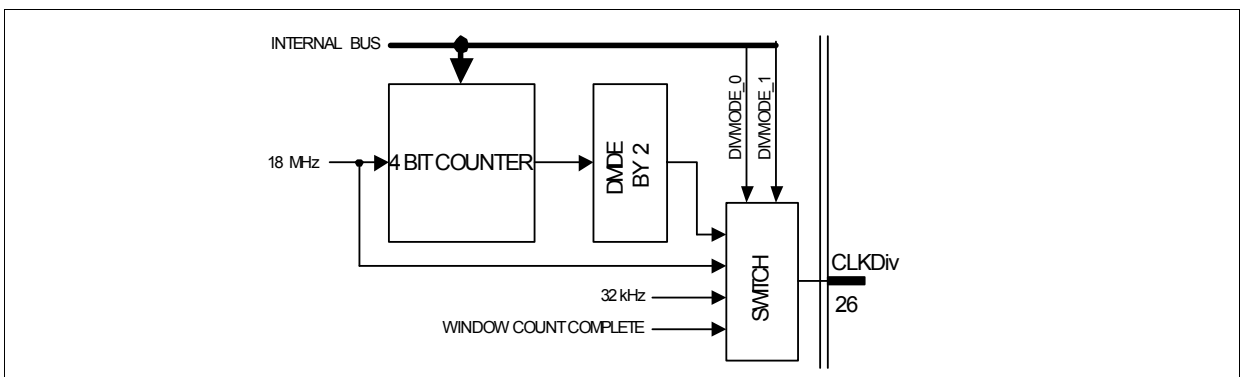 INTERNAL BUS
DIVMODE_0
DIVMODE_1
18 MHz
4 BIT COUNTER
DIVIDE
BY 2
SWITCH
CLKDiv
26
32 kHz
WINDOW COUNT COMPLETE